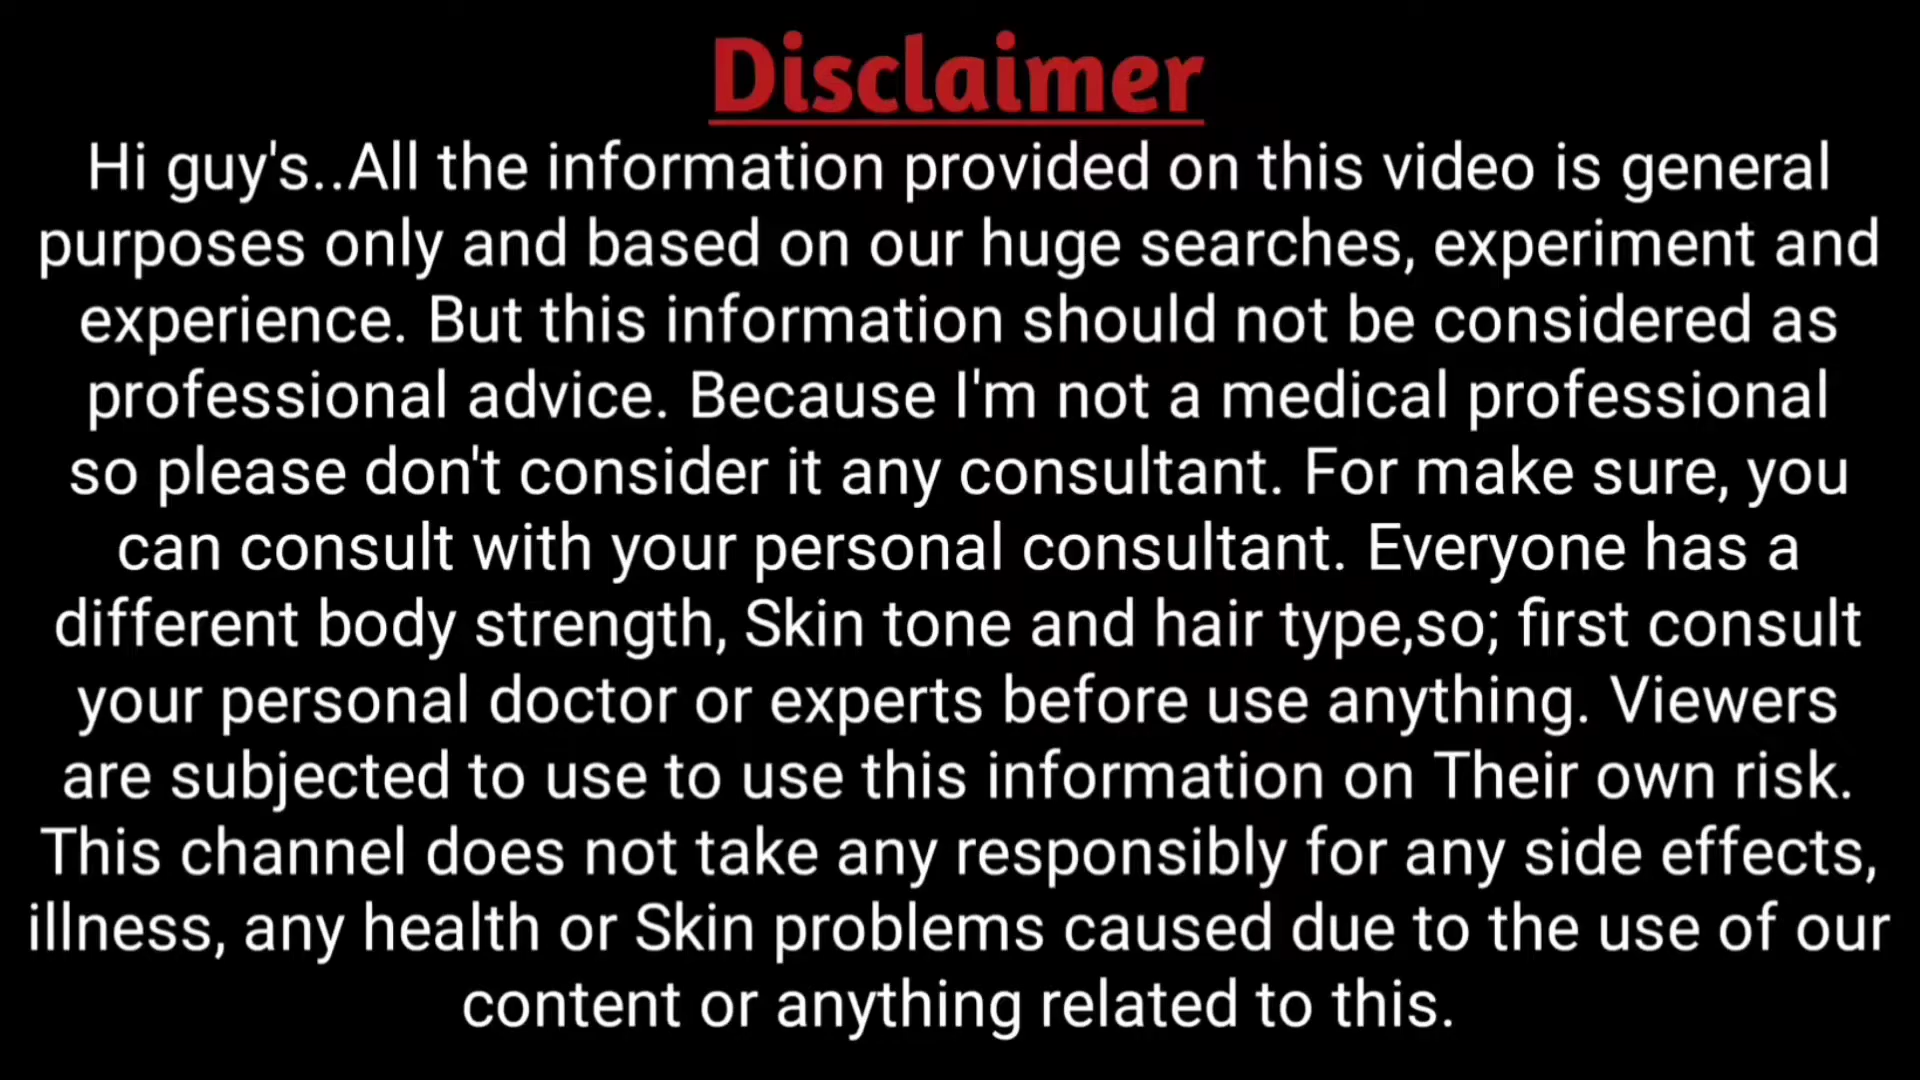 Disclaimer
Hi guy's..All the information provided on this video is general
purposes only and based on our huge searches, experiment and
experience. But this information should not be considered as
professional advice. Because I'm not a medical professional
so please don't consider it any consultant. For make sure, you
can consult with your personal consultant. Everyone has a
different body strength, Skin tone and hair type,so; first consult
your personal doctor or experts before use anything. Viewers
are subjected to use to use this information on Their own risk.
This channel does not take any responsibly for any side effects,
illness, any health or Skin problems caused due to the use of our
content or anything related to this.